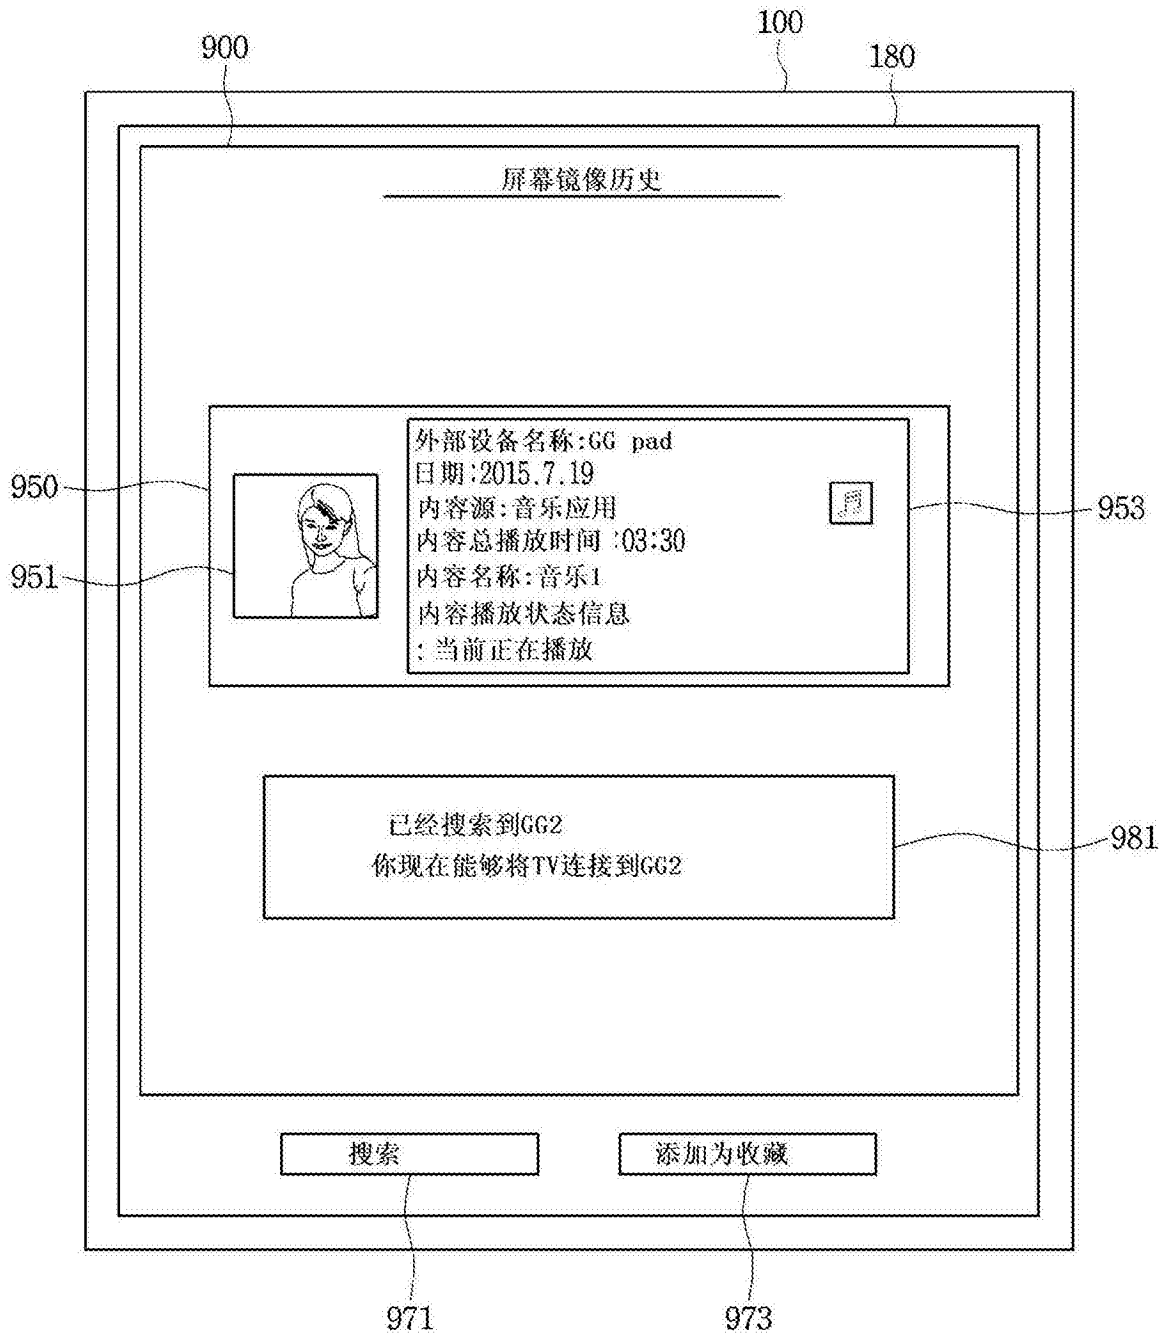 100
900
180
屏幕镜像历史
外部设备名称:GG pad
日期:2015.7.19
950
内容源:音乐应用
953
内容总播放时间:03:30
951
内容名称:音乐1
内容播放状态信息
:当前正在播放
已经搜索到GG2
981
你现在能够将TV连接到GG2
搜索
添加为收藏
971
973